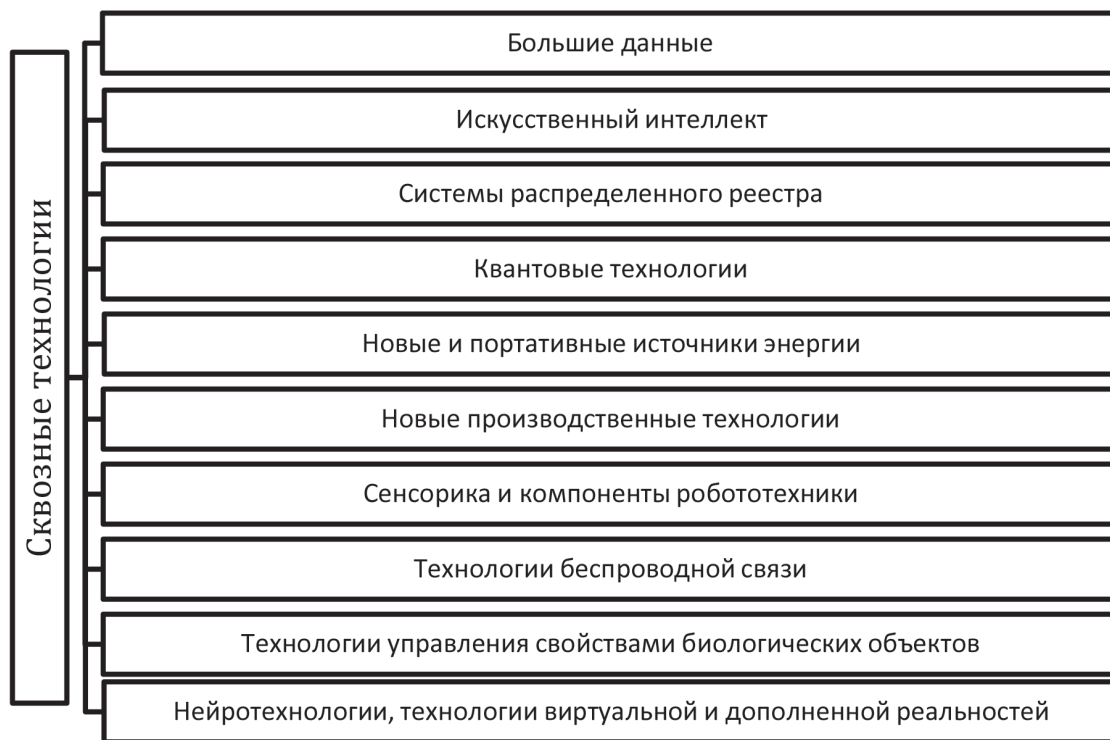 Сквозные технологии
Большие данные
Искусственный интеллект
Системы распределенного реестра
Квантовые технологии
Новые и портативные источники энергии
Новые производственные технологии
Сенсорика и компоненты робототехники
Технологии беспроводной связи
Технологии управления свойствами биологических объектов
Нейротехнологии, технологии виртуальной и дополненной реальностей